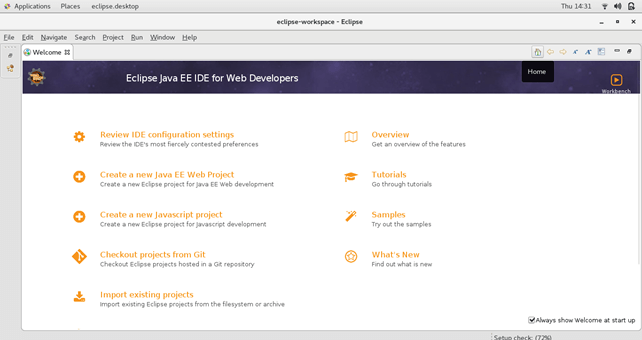 Applications Places eclipse.desktop Thu 14:31
eclipse-workspace - Eclipse
File Edit Navigate Search Project Run Window Help
Welcome
Home
Eclipse Java EE IDE for Web Developers
Workbench
Review IDE configuration settings
Review the IDE's most fiercely contested preferences
Overview
Get an overview of the features
Create a new Java EE Web Project
Create a new Eclipse project for Java EE Web development
Tutorials
Go through tutorials
Create a new Javascript project
Create a new Eclipse project for Javascript development
Samples
Try out the samples
Checkout projects from Git
Checkout Eclipse projects hosted in a Git repository
What's New
Find out what is new
Import existing projects
Import existing Eclipse projects from the filesystem or archive
Always show Welcome at start up
Setup check: (72%)